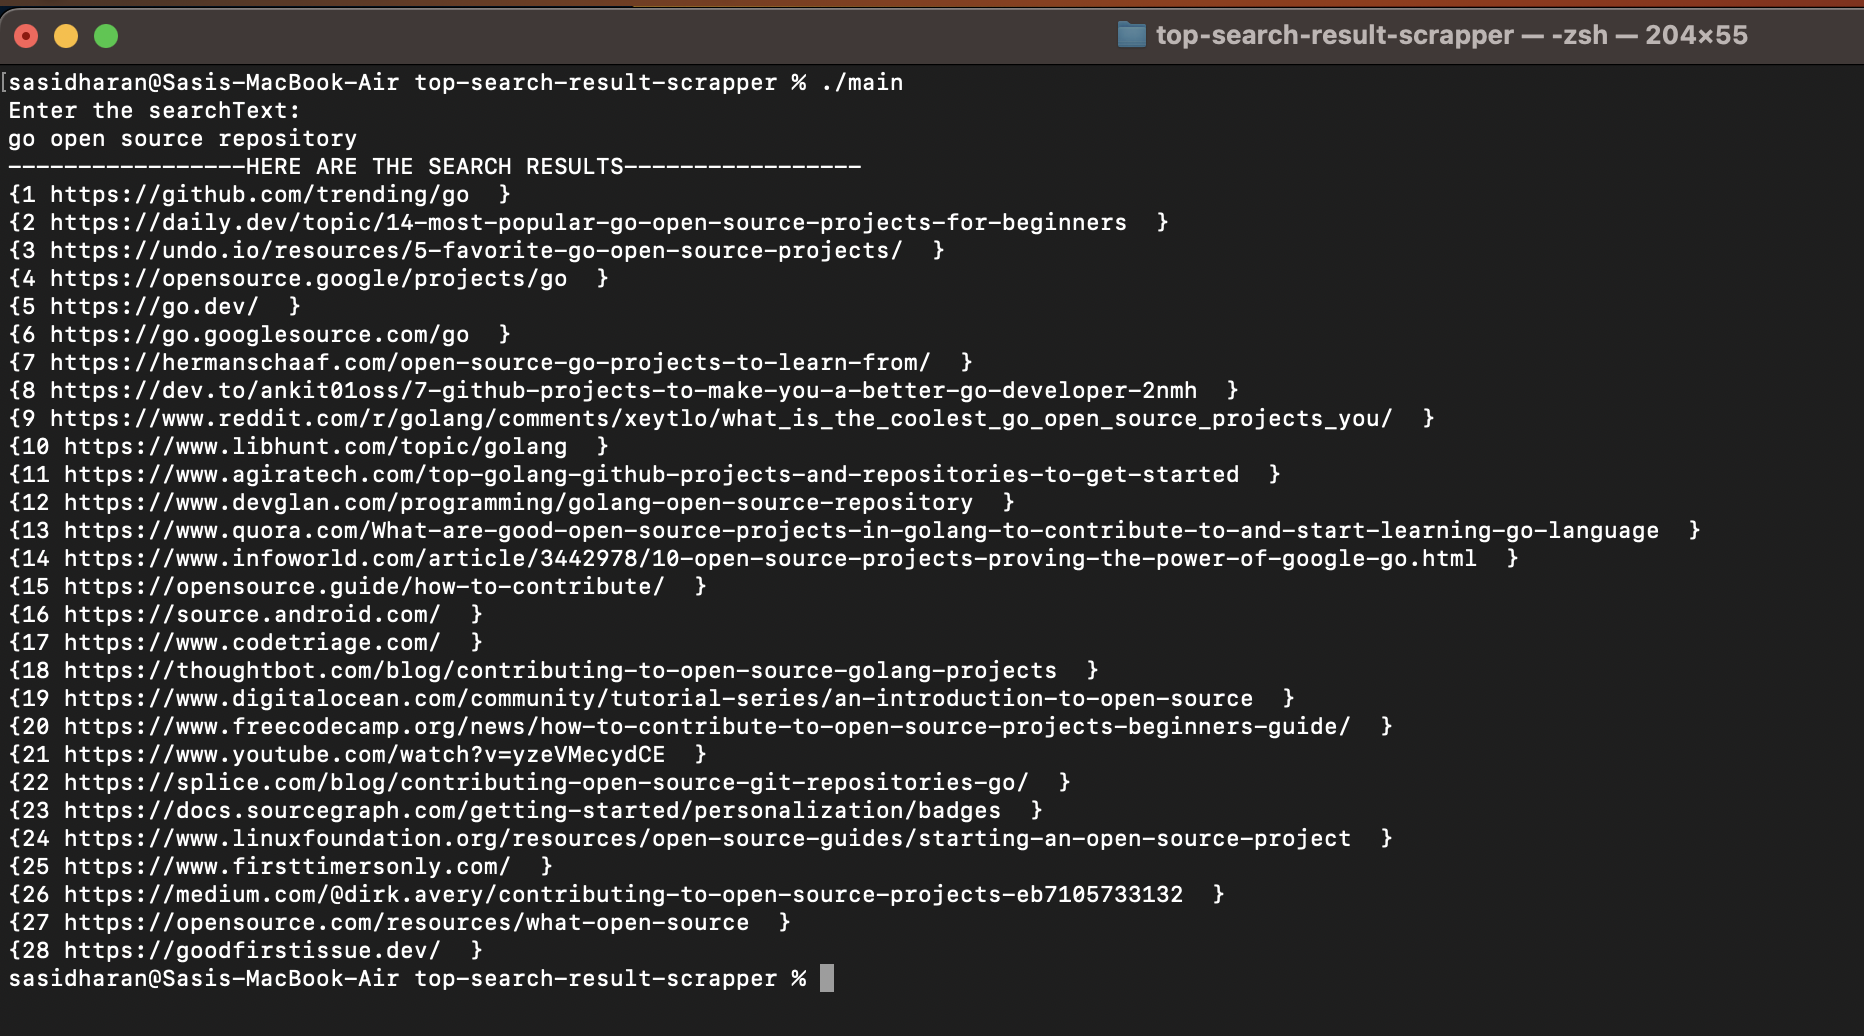 top-search-result-scrapper — -zsh — 204×55
[sasidharan@Sasis-MacBook-Air top-search-result-scrapper % ./main
Enter the searchText:
go open source repository
-----------------HERE ARE THE SEARCH RESULTS-----------------
{1 https://github.com/trending/go  }
{2 https://daily.dev/topic/14-most-popular-go-open-source-projects-for-beginners  }
{3 https://undo.io/resources/5-favorite-go-open-source-projects/  }
{4 https://opensource.google/projects/go  }
{5 https://go.dev/  }
{6 https://go.googlesource.com/go  }
{7 https://hermanschaaf.com/open-source-go-projects-to-learn-from/  }
{8 https://dev.to/ankit01oss/7-github-projects-to-make-you-a-better-go-developer-2nmh  }
{9 https://www.reddit.com/r/golang/comments/xeytlo/what_is_the_coolest_go_open_source_projects_you/  }
{10 https://www.libhunt.com/topic/golang  }
{11 https://www.agiratech.com/top-golang-github-projects-and-repositories-to-get-started  }
{12 https://www.devglan.com/programming/golang-open-source-repository  }
{13 https://www.quora.com/What-are-good-open-source-projects-in-golang-to-contribute-to-and-start-learning-go-language  }
{14 https://www.infoworld.com/article/3442978/10-open-source-projects-proving-the-power-of-google-go.html  }
{15 https://opensource.guide/how-to-contribute/  }
{16 https://source.android.com/  }
{17 https://www.codetriage.com/  }
{18 https://thoughtbot.com/blog/contributing-to-open-source-golang-projects  }
{19 https://www.digitalocean.com/community/tutorial-series/an-introduction-to-open-source  }
{20 https://www.freecodecamp.org/news/how-to-contribute-to-open-source-projects-beginners-guide/  }
{21 https://www.youtube.com/watch?v=yzeVMecydCE  }
{22 https://splice.com/blog/contributing-open-source-git-repositories-go/  }
{23 https://docs.sourcegraph.com/getting-started/personalization/badges  }
{24 https://www.linuxfoundation.org/resources/open-source-guides/starting-an-open-source-project  }
{25 https://www.firsttimersonly.com/  }
{26 https://medium.com/@dirk.avery/contributing-to-open-source-projects-eb7105733132  }
{27 https://opensource.com/resources/what-open-source  }
{28 https://goodfirstissue.dev/  }
sasidharan@Sasis-MacBook-Air top-search-result-scrapper %